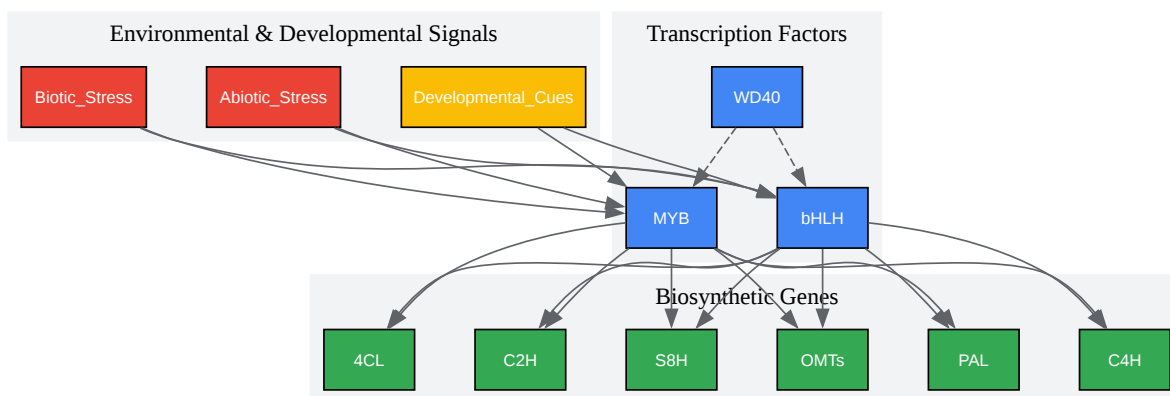 Environmental & Developmental Signals
Transcription Factors
Biotic_Stress
Abiotic_Stress
Developmental_Cues
WD40
MYB
bHLH
Biosynthetic Genes
4CL
C2H
S8H
OMTs
PAL
C4H